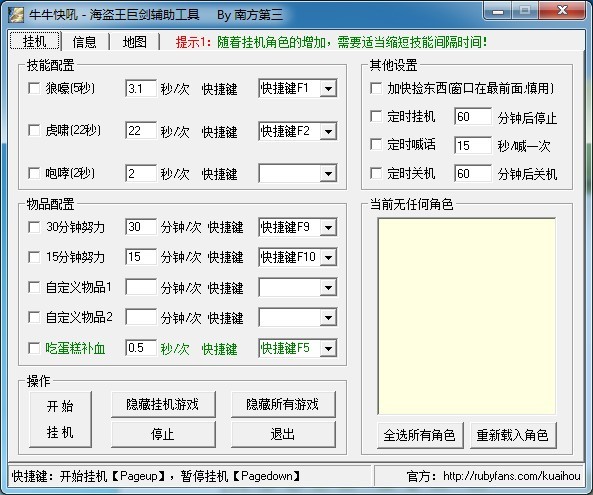 牛牛快吼 - 海盗王巨剑辅助工具 By 南方第三
挂机 信息 地图 提示1: 随着挂机角色的增加，需要适当缩短技能间隔时间！
技能配置
狼嚎(5秒) 3.1 秒/次 快捷键 快捷键F1
虎啸(22秒) 22 秒/次 快捷键 快捷键F2
咆哮(2秒) 2 秒/次 快捷键
其他设置
加快捡东西(窗口在最前面.慎用)
定时挂机 60 分钟后停止
定时喊话 15 秒/喊一次
定时关机 60 分钟后关机
物品配置
30分钟努力 30 分钟/次 快捷键 快捷键F9
15分钟努力 15 分钟/次 快捷键 快捷键F10
自定义物品1 分钟/次 快捷键
自定义物品2 分钟/次 快捷键
吃蛋糕补血 0.5 秒/次 快捷键 快捷键F5
当前无任何角色
全选所有角色 重新载入角色
操作
开始
挂机
隐藏挂机游戏 隐藏所有游戏
停止 退出
快捷键: 开始挂机【Pageup】，暂停挂机【Pagedown】 官方: http://rubyfans.com/kuaihou